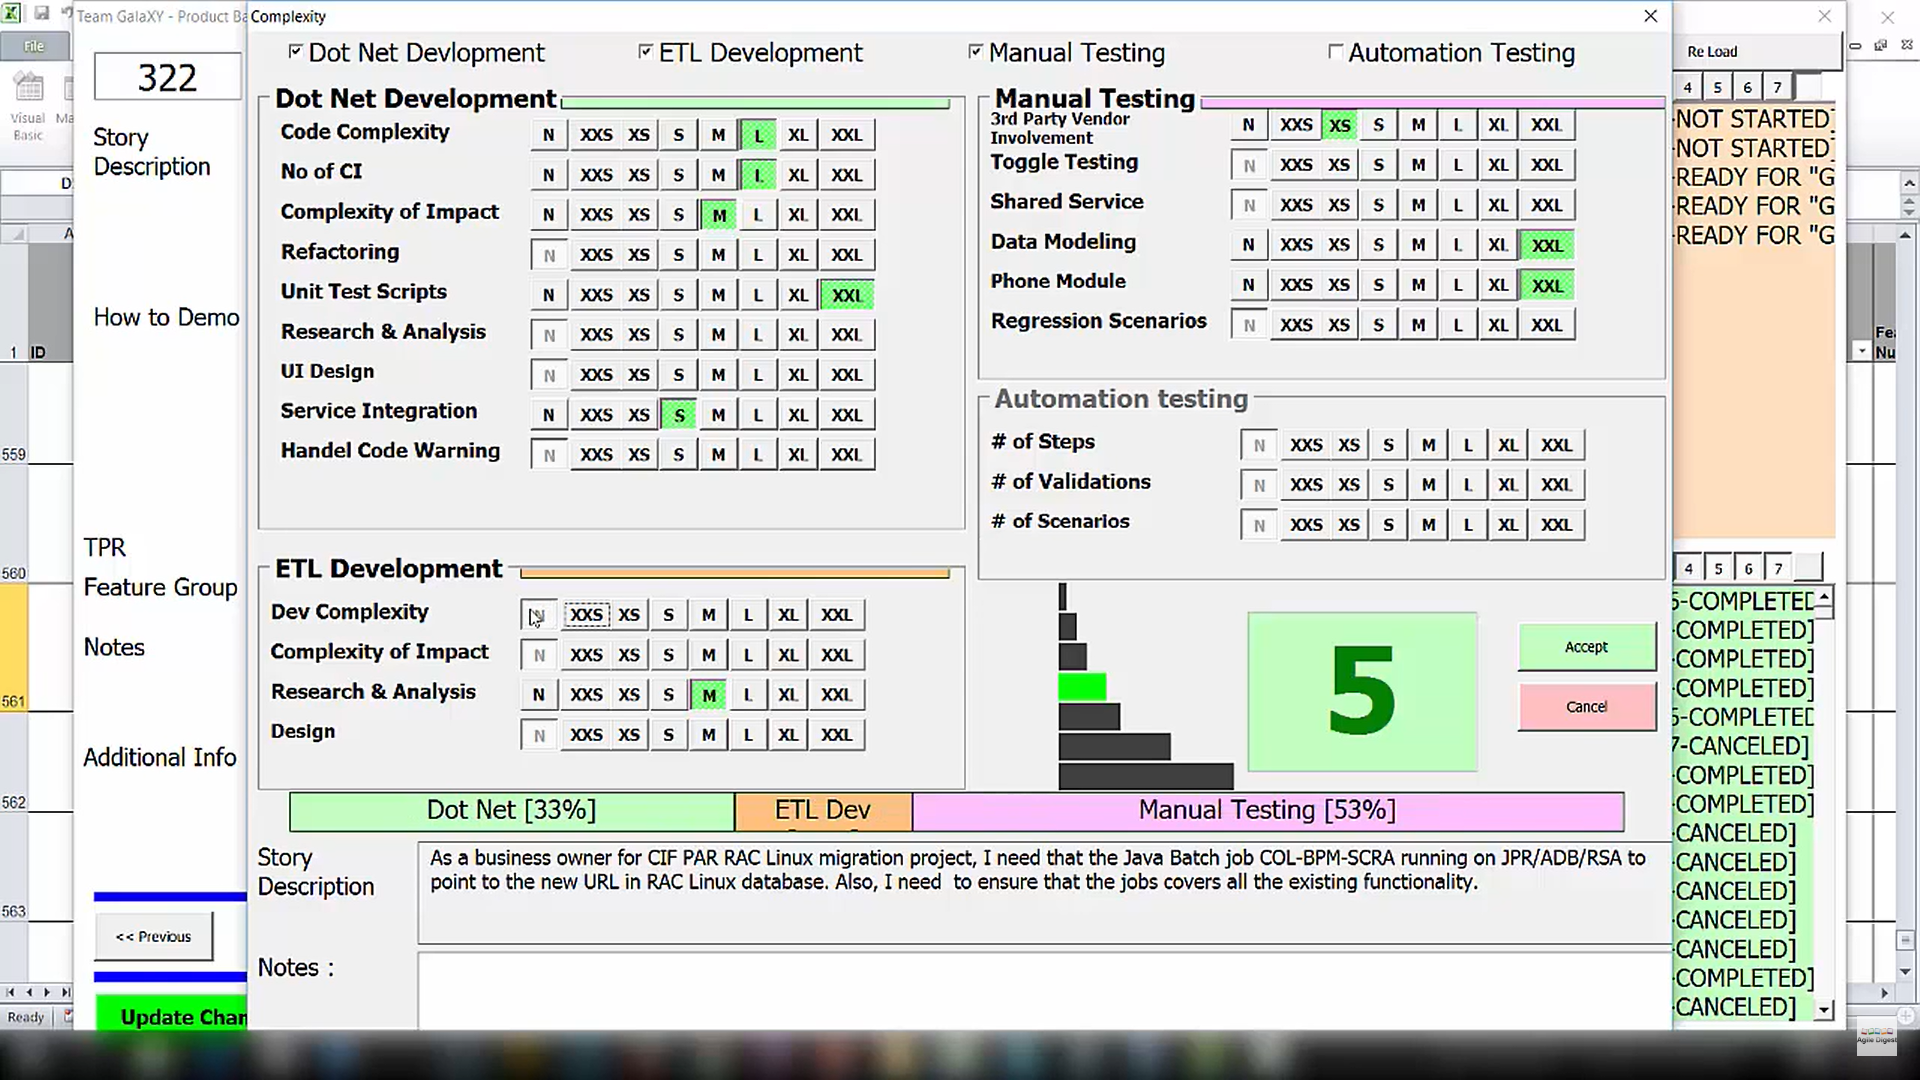 Team GalaXY - Product Ba
Complexity
File
Re Load
322
Dot Net Devlopment
ETL Development
Manual Testing
Automation Testing
4 5 6 7
Visual
Basic
Ma
Story
Description
How to Demo
TPR
Feature Group
Notes
Additional Info
<< Previous
Update Chan
Ready
1 ID
559
560
561
562
563
Dot Net Development
Code Complexity N XXS XS S M L XL XXL
No of CI N XXS XS S M L XL XXL
Complexity of Impact N XXS XS S M L XL XXL
Refactoring N XXS XS S M L XL XXL
Unit Test Scripts N XXS XS S M L XL XXL
Research & Analysis N XXS XS S M L XL XXL
UI Design N XXS XS S M L XL XXL
Service Integration N XXS XS S M L XL XXL
Handel Code Warning N XXS XS S M L XL XXL
ETL Development
Dev Complexity N XXS XS S M L XL XXL
Complexity of Impact N XXS XS S M L XL XXL
Research & Analysis N XXS XS S M L XL XXL
Design N XXS XS S M L XL XXL
Manual Testing
3rd Party Vendor
Involvement N XXS XS S M L XL XXL
Toggle Testing N XXS XS S M L XL XXL
Shared Service N XXS XS S M L XL XXL
Data Modeling N XXS XS S M L XL XXL
Phone Module N XXS XS S M L XL XXL
Regression Scenarios N XXS XS S M L XL XXL
Automation testing
# of Steps N XXS XS S M L XL XXL
# of Validations N XXS XS S M L XL XXL
# of Scenarios N XXS XS S M L XL XXL
5
Accept
Cancel
Dot Net [33%] ETL Dev Manual Testing [53%]
Story
Description
As a business owner for CIF PAR RAC Linux migration project, I need that the Java Batch job COL-BPM-SCRA running on JPR/ADB/RSA to
point to the new URL in RAC Linux database. Also, I need to ensure that the jobs covers all the existing functionality.
Notes :
-NOT STARTED]
-NOT STARTED]
-READY FOR "G
-READY FOR "G
-READY FOR "G
4 5 6 7
-COMPLETED
-COMPLETED]
-COMPLETED]
-COMPLETED]
-COMPLETED
7-CANCELED]
-COMPLETED]
-COMPLETED]
-CANCELED]
-CANCELED]
-CANCELED]
-CANCELED]
-CANCELED]
-COMPLETED]
-CANCELED]
Fea
Nu
Agile Digest